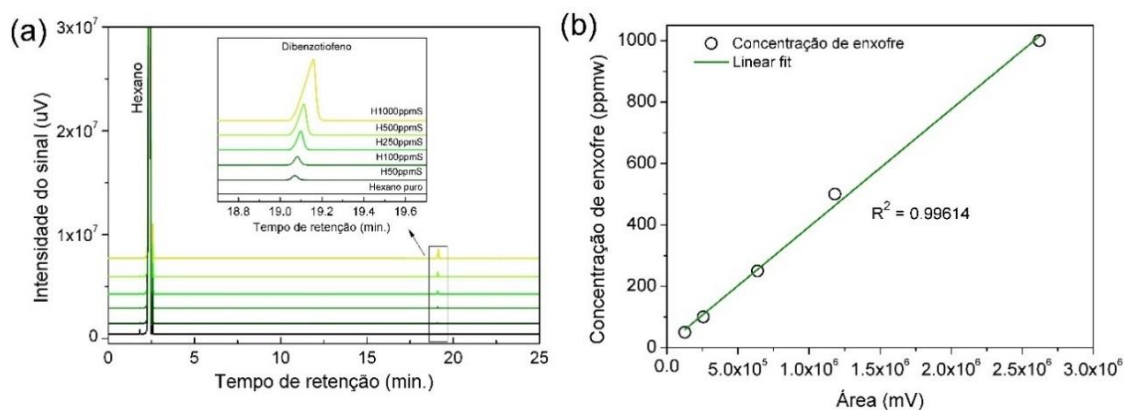 (a)
Intensidade do sinal (uV)
3x10⁷
2x10⁷
1x10⁷
0
Hexano
Dibenzotiofeno
H1000ppmS
H500ppmS
H250ppmS
H100ppmS
H50ppmS
Hexano puro
18.8 19.0 19.2 19.4 19.6
Tempo de retenção (min.)
0 5 10 15 20 25
Tempo de retenção (min.)
(b)
Concentração de enxofre (ppmw)
1000
800
600
400
200
0
Concentração de enxofre
Linear fit
R² = 0.99614
0.0 5.0x10⁵ 1.0x10⁶ 1.5x10⁶ 2.0x10⁶ 2.5x10⁶ 3.0x10⁶
Área (mV)